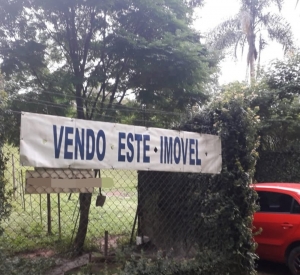 VENDO · ESTE · IMOVEL